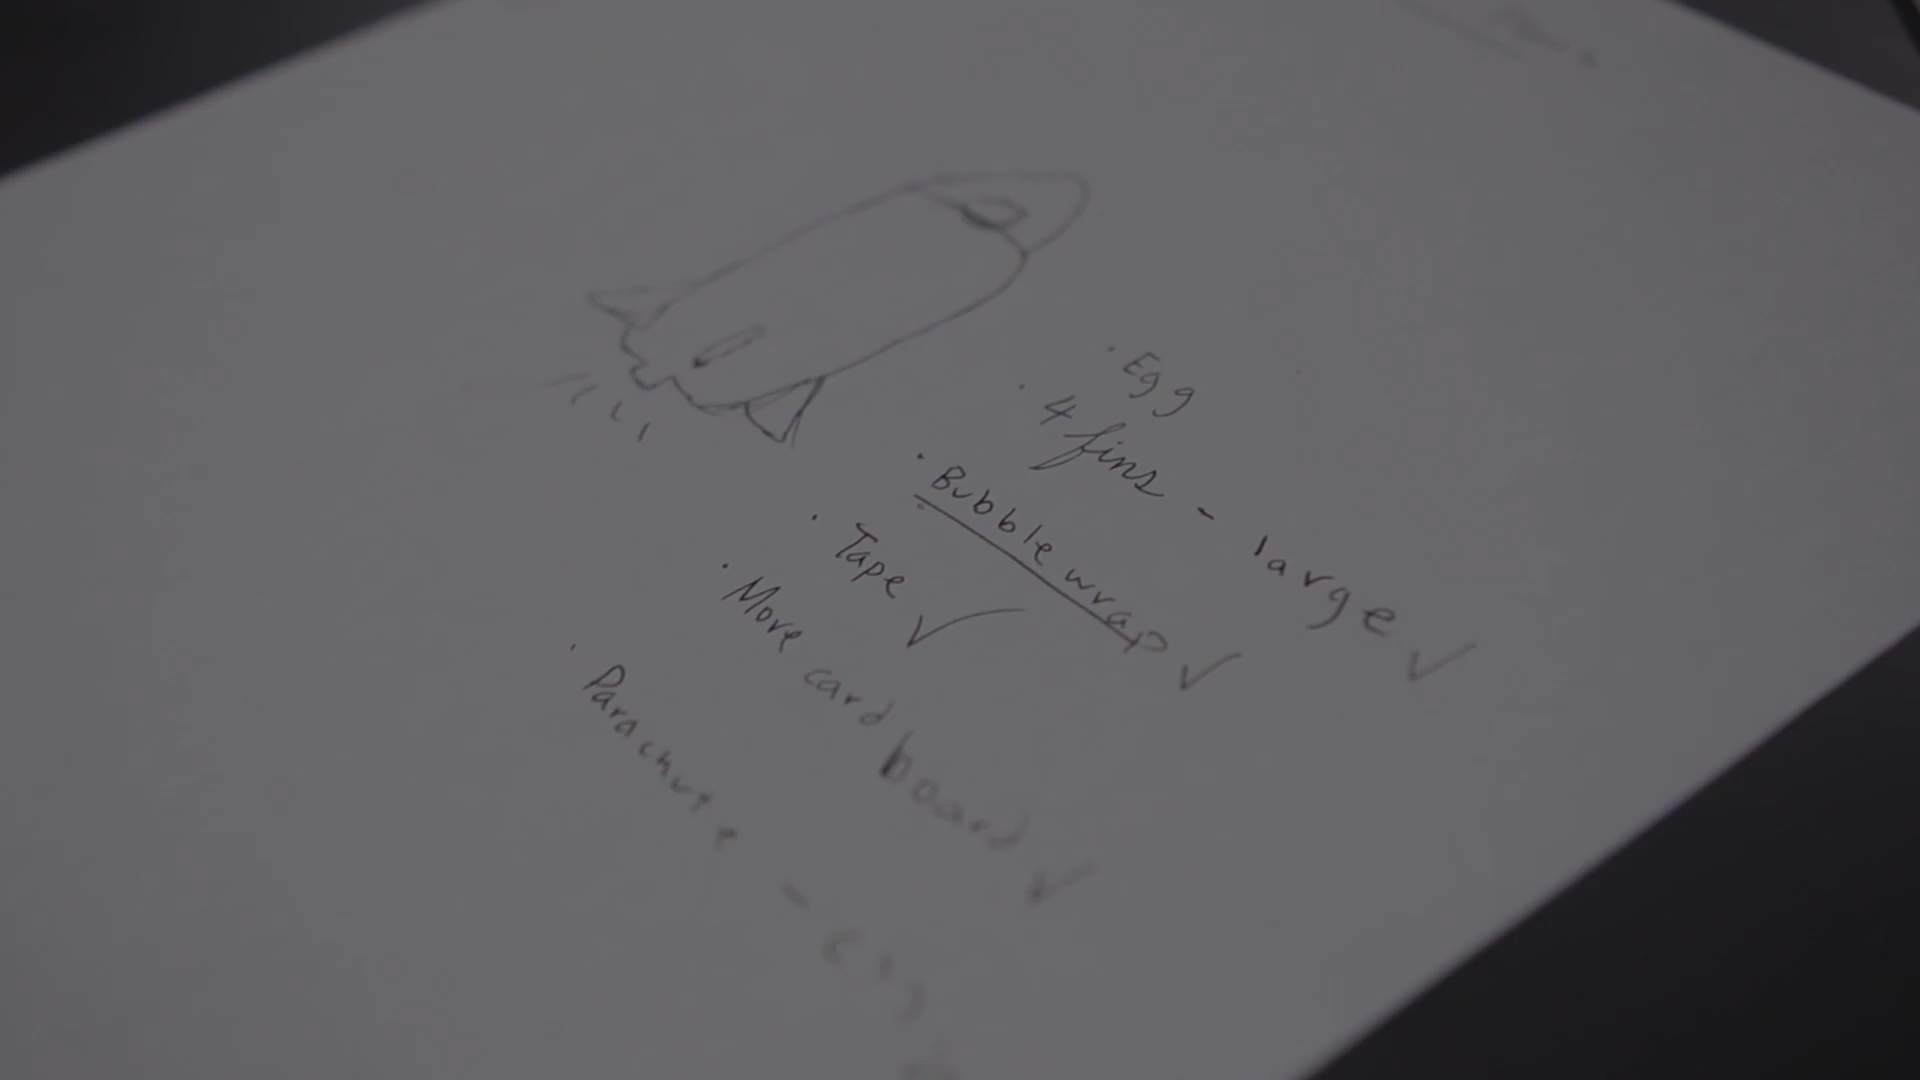 · Egg
· 4 fins - large ✓
· Bubble wrap ✓
· Tape ✓
· More cardboard ✓
· Parachute -